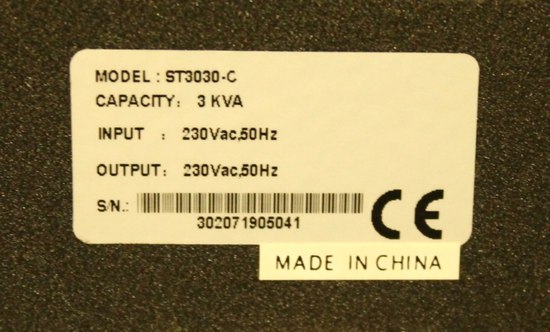 MODEL : ST3030-C
CAPACITY: 3 KVA
INPUT : 230Vac,50Hz
OUTPUT: 230Vac,50Hz
S/N.:
302071905041
CE
MADE IN CHINA